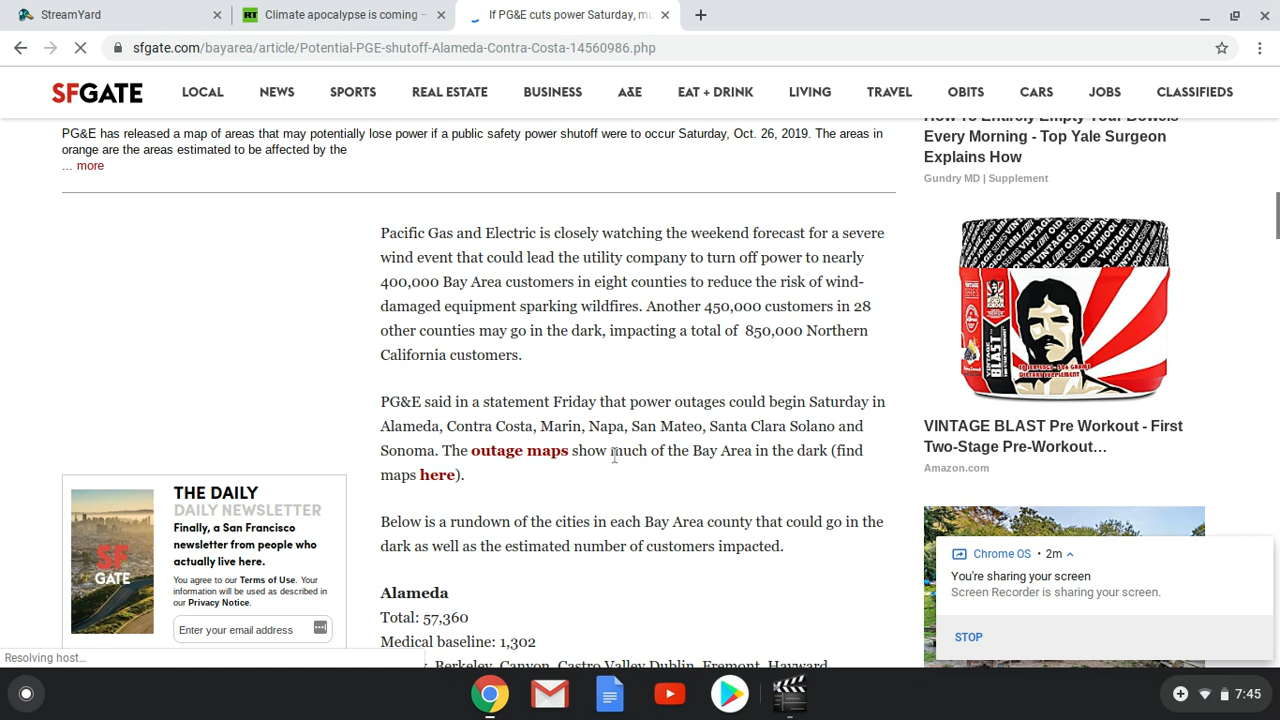 StreamYard
Climate apocalypse is coming –
If PG&E cuts power Saturday, mu
sfgate.com/bayarea/article/Potential-PGE-shutoff-Alameda-Contra-Costa-14560986.php
SFGATE
LOCAL NEWS SPORTS REAL ESTATE BUSINESS A&E EAT + DRINK LIVING TRAVEL OBITS CARS JOBS CLASSIFIEDS
PG&E has released a map of areas that may potentially lose power if a public safety power shutoff were to occur Saturday, Oct. 26, 2019. The areas in
orange are the areas estimated to be affected by the
... more
Pacific Gas and Electric is closely watching the weekend forecast for a severe
wind event that could lead the utility company to turn off power to nearly
400,000 Bay Area customers in eight counties to reduce the risk of wind-
damaged equipment sparking wildfires. Another 450,000 customers in 28
other counties may go in the dark, impacting a total of 850,000 Northern
California customers.
PG&E said in a statement Friday that power outages could begin Saturday in
Alameda, Contra Costa, Marin, Napa, San Mateo, Santa Clara Solano and
Sonoma. The outage maps show much of the Bay Area in the dark (find
maps here).
Below is a rundown of the cities in each Bay Area county that could go in the
dark as well as the estimated number of customers impacted.
Alameda
Total: 57,360
Medical baseline: 1,302
Berkeley, Canyon, Castro Valley Dublin, Fremont, Hayward
THE DAILY
DAILY NEWSLETTER
Finally, a San Francisco
newsletter from people who
actually live here.
You agree to our Terms of Use. Your
information will be used as described in
our Privacy Notice.
Enter your email address
SF
GATE
How To Entirely Empty Your Bowels
Every Morning - Top Yale Surgeon
Explains How
Gundry MD | Supplement
VINTAGE
BLAST
VINTAGE BLAST Pre Workout - First
Two-Stage Pre-Workout…
Amazon.com
Chrome OS • 2m
You're sharing your screen
Screen Recorder is sharing your screen.
STOP
Resolving host…
7:45